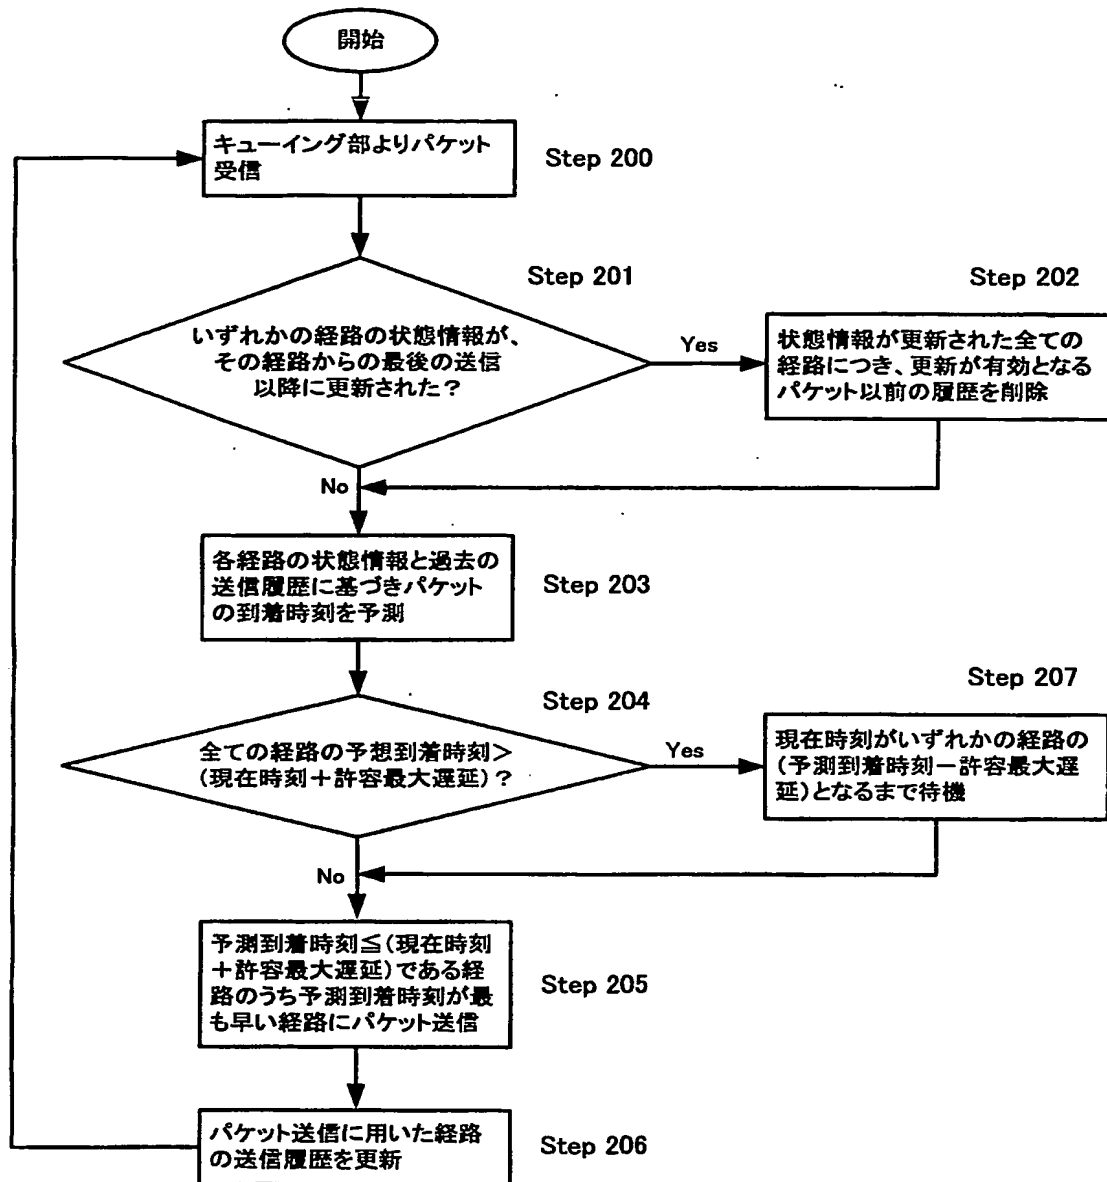 開始
キューイング部よりパケット
受信
Step 200
Step 201
いずれかの経路の状態情報が、
その経路からの最後の送信
以降に更新された?
Yes
Step 202
状態情報が更新された全ての
経路につき、更新が有効となる
パケット以前の履歴を削除
No
各経路の状態情報と過去の
送信履歴に基づきパケット
の到着時刻を予測
Step 203
Step 204
全ての経路の予想到着時刻>
(現在時刻+許容最大遅延)?
Yes
Step 207
現在時刻がいずれかの経路の
(予測到着時刻-許容最大遅
延)となるまで待機
No
予測到着時刻≦(現在時刻
+許容最大遅延)である経
路のうち予測到着時刻が最
も早い経路にパケット送信
Step 205
パケット送信に用いた経路
の送信履歴を更新
Step 206